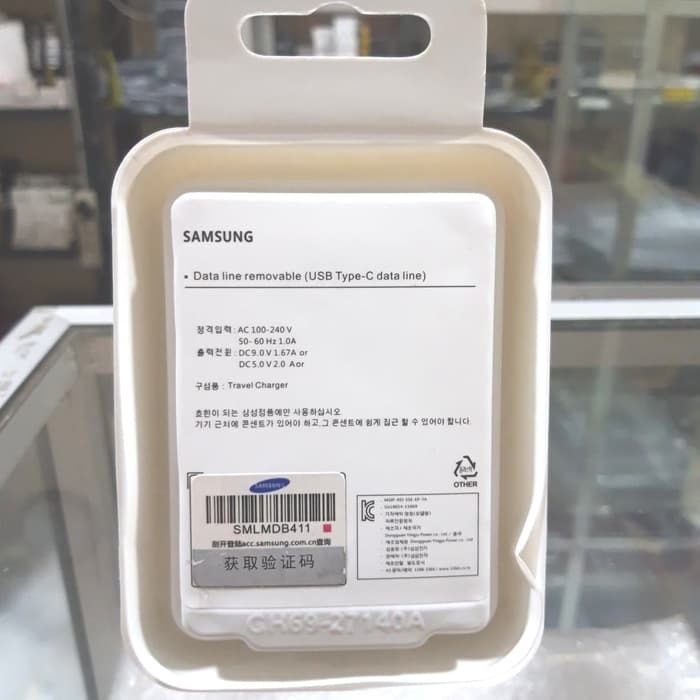 SAMSUNG
▪ Data line removable (USB Type-C data line)
정격입력: AC 100-240 V
50- 60 Hz 1.0A
출력전원: DC9.0 V 1.67A or
DC5.0 V 2.0 A or
구성품 : Travel Charger
호환이 되는 삼성정품에만 사용하십시오.
기기 근처에 콘센트가 있어야 하고,그 콘센트에 쉽게 접근 할 수 있어야 합니다.
OTHER
SAMSUNG
SMLMDB411
刮开登陆acc.samsung.com.cn查询
获取验证码
GH69-27140A